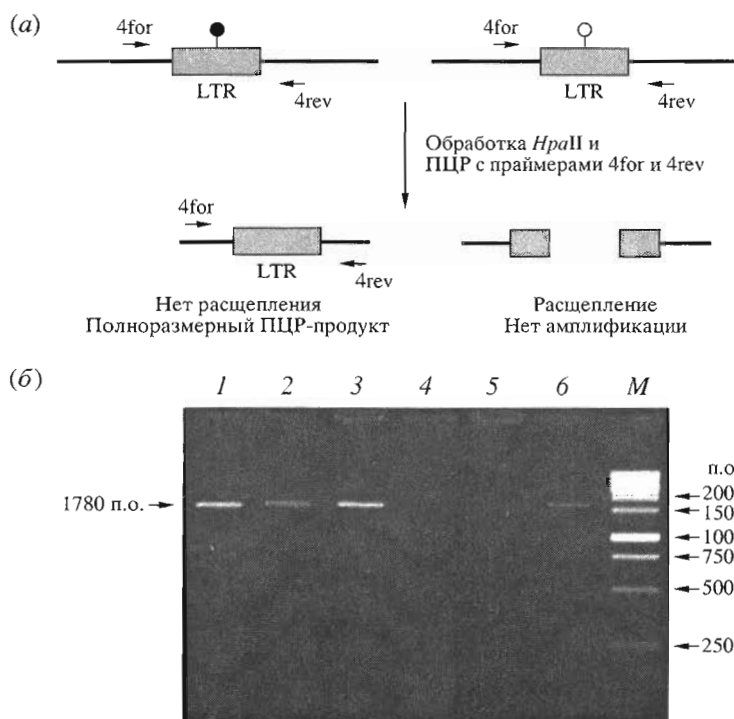 (а)
4for
LTR
4rev
4for
LTR
4rev
Обработка HpaII и
ПЦР с праймерами 4for и 4rev
4for
LTR
4rev
Нет расщепления
Полноразмерный ПЦР-продукт
Расщепление
Нет амплификации
(б)
1 2 3 4 5 6 M
п.о
1780 п.о.
200
150
100
750
500
250